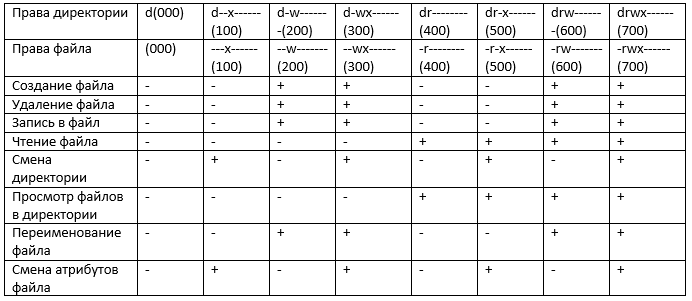 Права директории d(000) d--x------ (100) d-w------ -(200) d-wx------ (300) dr-------- (400) dr-x------ (500) drw------ -(600) drwx------ (700)
Права файла (000) ---x------ (100) --w------- (200) --wx------ (300) -r-------- (400) -r-x------ (500) -rw------- (600) -rwx------ (700)
Создание файла - - + + - - + +
Удаление файла - - + + - - + +
Запись в файл - - + + - - + +
Чтение файла - - - - + + + +
Смена - + - + - + - +
директории
Просмотр файлов - - - - + + + +
в директории
Переименование - - + + - - + +
файла
Смена атрибутов - + - + - + - +
файла